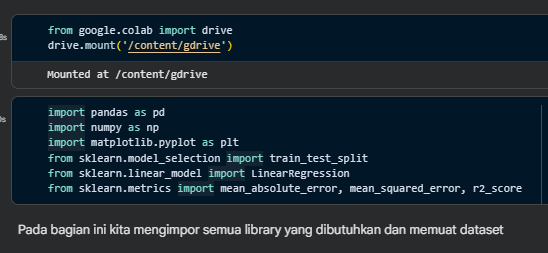 from google.colab import drive
drive.mount('/content/gdrive')
Mounted at /content/gdrive
import pandas as pd
import numpy as np
import matplotlib.pyplot as plt
from sklearn.model_selection import train_test_split
from sklearn.linear_model import LinearRegression
from sklearn.metrics import mean_absolute_error, mean_squared_error, r2_score
Pada bagian ini kita mengimpor semua library yang dibutuhkan dan memuat dataset